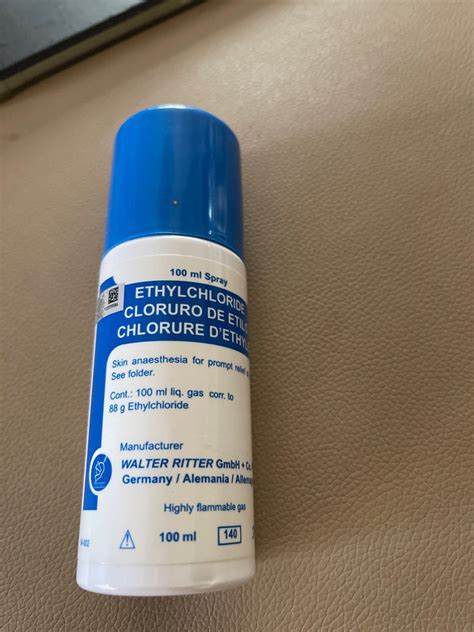 100 ml Spray
ETHYLCHLORIDE
CLORURO DE ETIL
CHLORURE D'ETHY
Skin anaesthesia for prompt relief
See folder.
Cont.: 100 ml liq. gas corr. to
88 g Ethylchloride
Manufacturer
WALTER RITTER GmbH + Co
Germany / Alemania / Allema
Highly flammable gas
100 ml 140